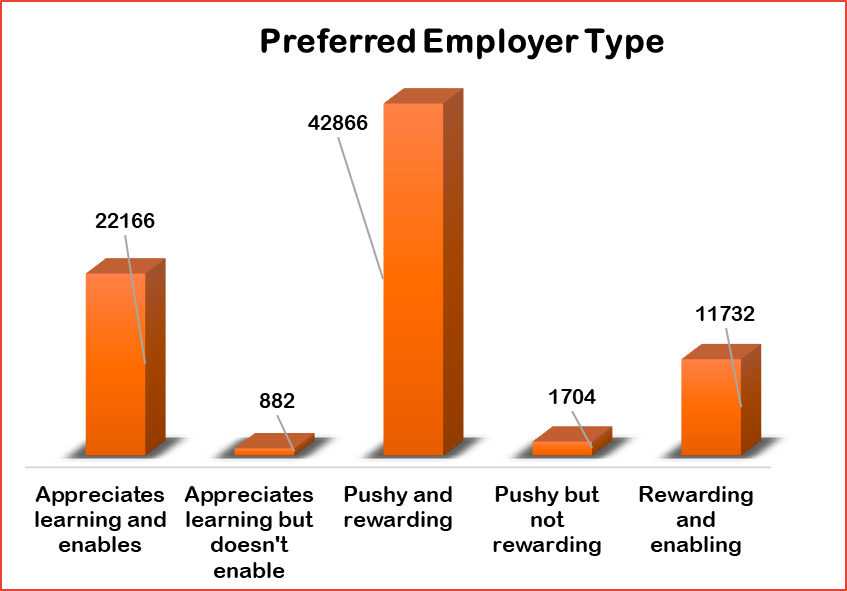 Preferred Employer Type
42866
22166
11732
1704
882
Appreciates
learning and
enables
Appreciates
learning but
doesn't
enable
Pushy and
rewarding
Pushy but
not
rewarding
Rewarding
and
enabling